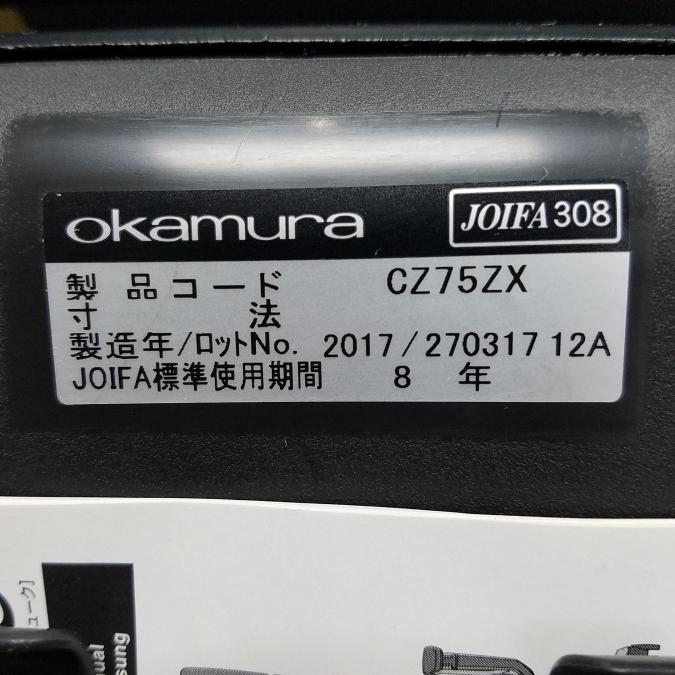 okamura
JOIFA 308
製品コード CZ75ZX
寸法
製造年/ロットNo. 2017/270317 12A
JOIFA標準使用期間 8年